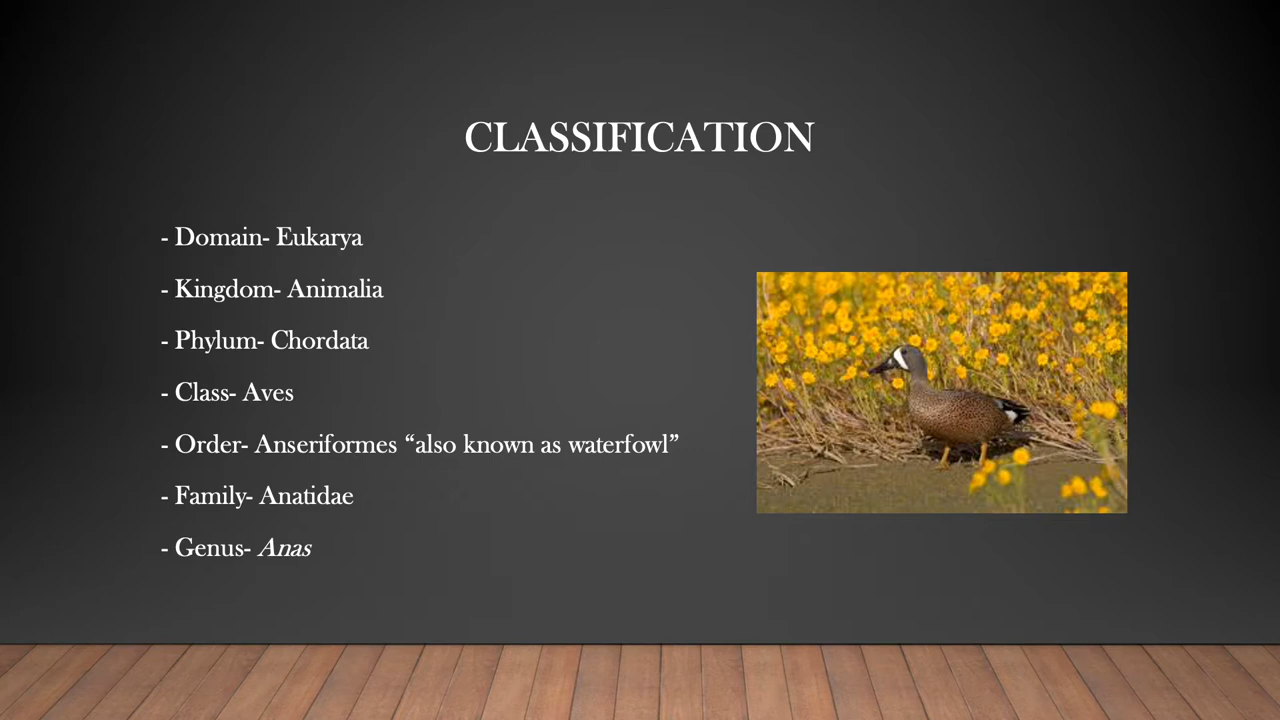 CLASSIFICATION
- Domain- Eukarya
- Kingdom- Animalia
- Phylum- Chordata
- Class- Aves
- Order- Anseriformes “also known as waterfowl”
- Family- Anatidae
- Genus- Anas